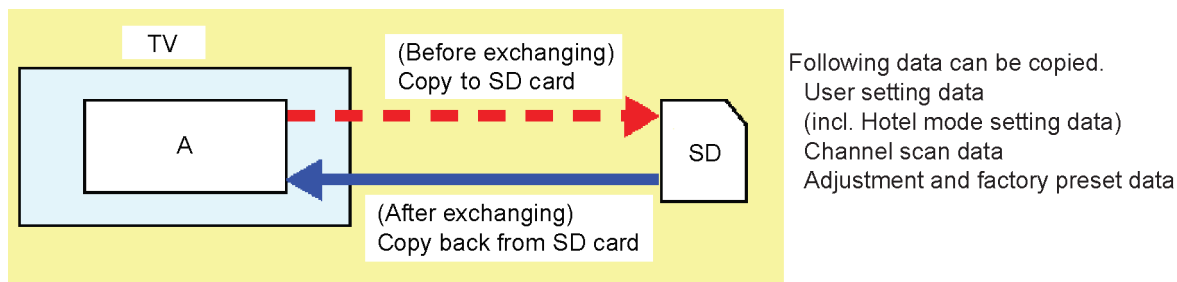 TV
(Before exchanging)
Copy to SD card
A
SD
(After exchanging)
Copy back from SD card
Following data can be copied.
User setting data
(incl. Hotel mode setting data)
Channel scan data
Adjustment and factory preset data